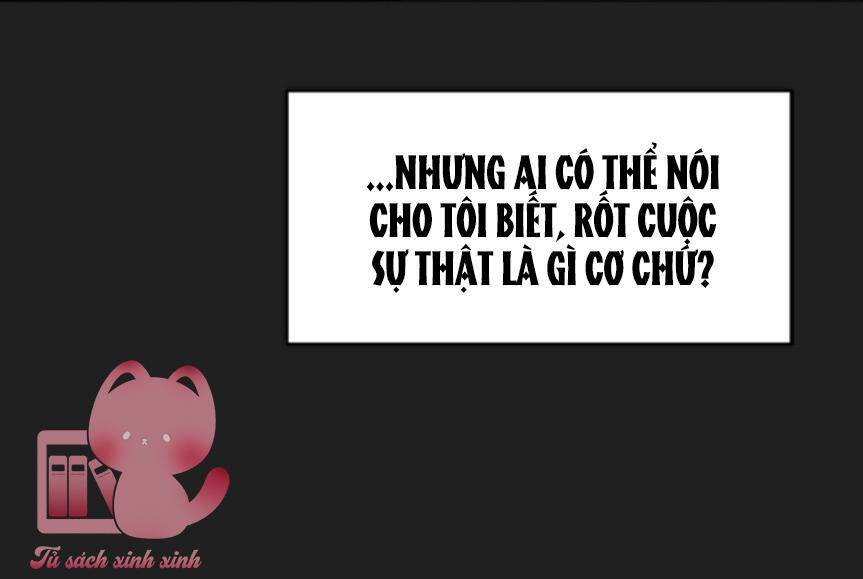 ...NHƯNG AI CÓ THỂ NÓI
CHO TÔI BIẾT, RỐT CUỘC
SỰ THẬT LÀ GÌ CƠ CHỨ?
Tủ sách xinh xinh